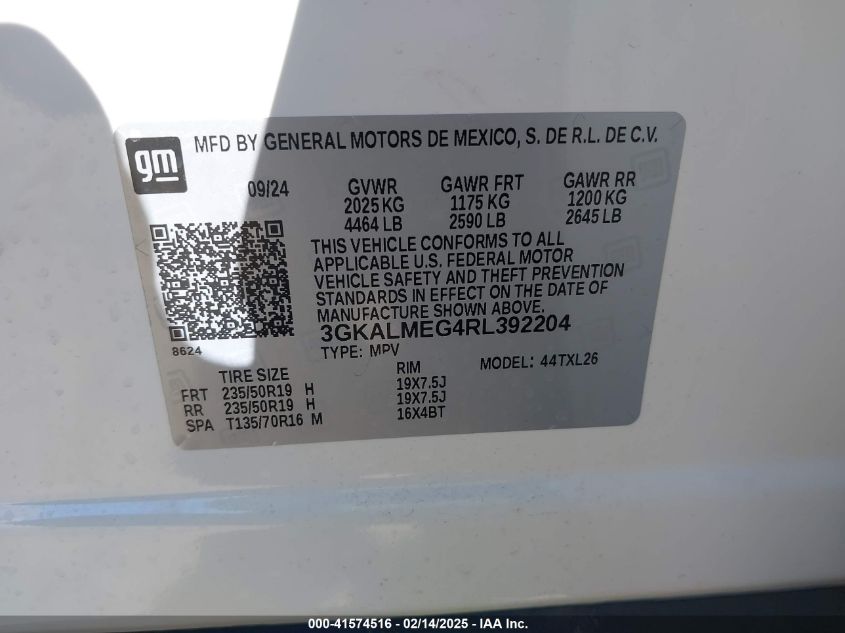 gm
MFD BY GENERAL MOTORS DE MEXICO, S. DE R.L. DE C.V.
09/24 GVWR GAWR FRT GAWR RR
2025 KG 1175 KG 1200 KG
4464 LB 2590 LB 2645 LB
THIS VEHICLE CONFORMS TO ALL
APPLICABLE U.S. FEDERAL MOTOR
VEHICLE SAFETY AND THEFT PREVENTION
STANDARDS IN EFFECT ON THE DATE OF
MANUFACTURE SHOWN ABOVE.
3GKALMEG4RL392204
8624
TYPE: MPV MODEL: 44TXL26
TIRE SIZE RIM
FRT 235/50R19 H 19X7.5J
RR 235/50R19 H 19X7.5J
SPA T135/70R16 M 16X4BT
000-41574516 - 02/14/2025 - IAA Inc.